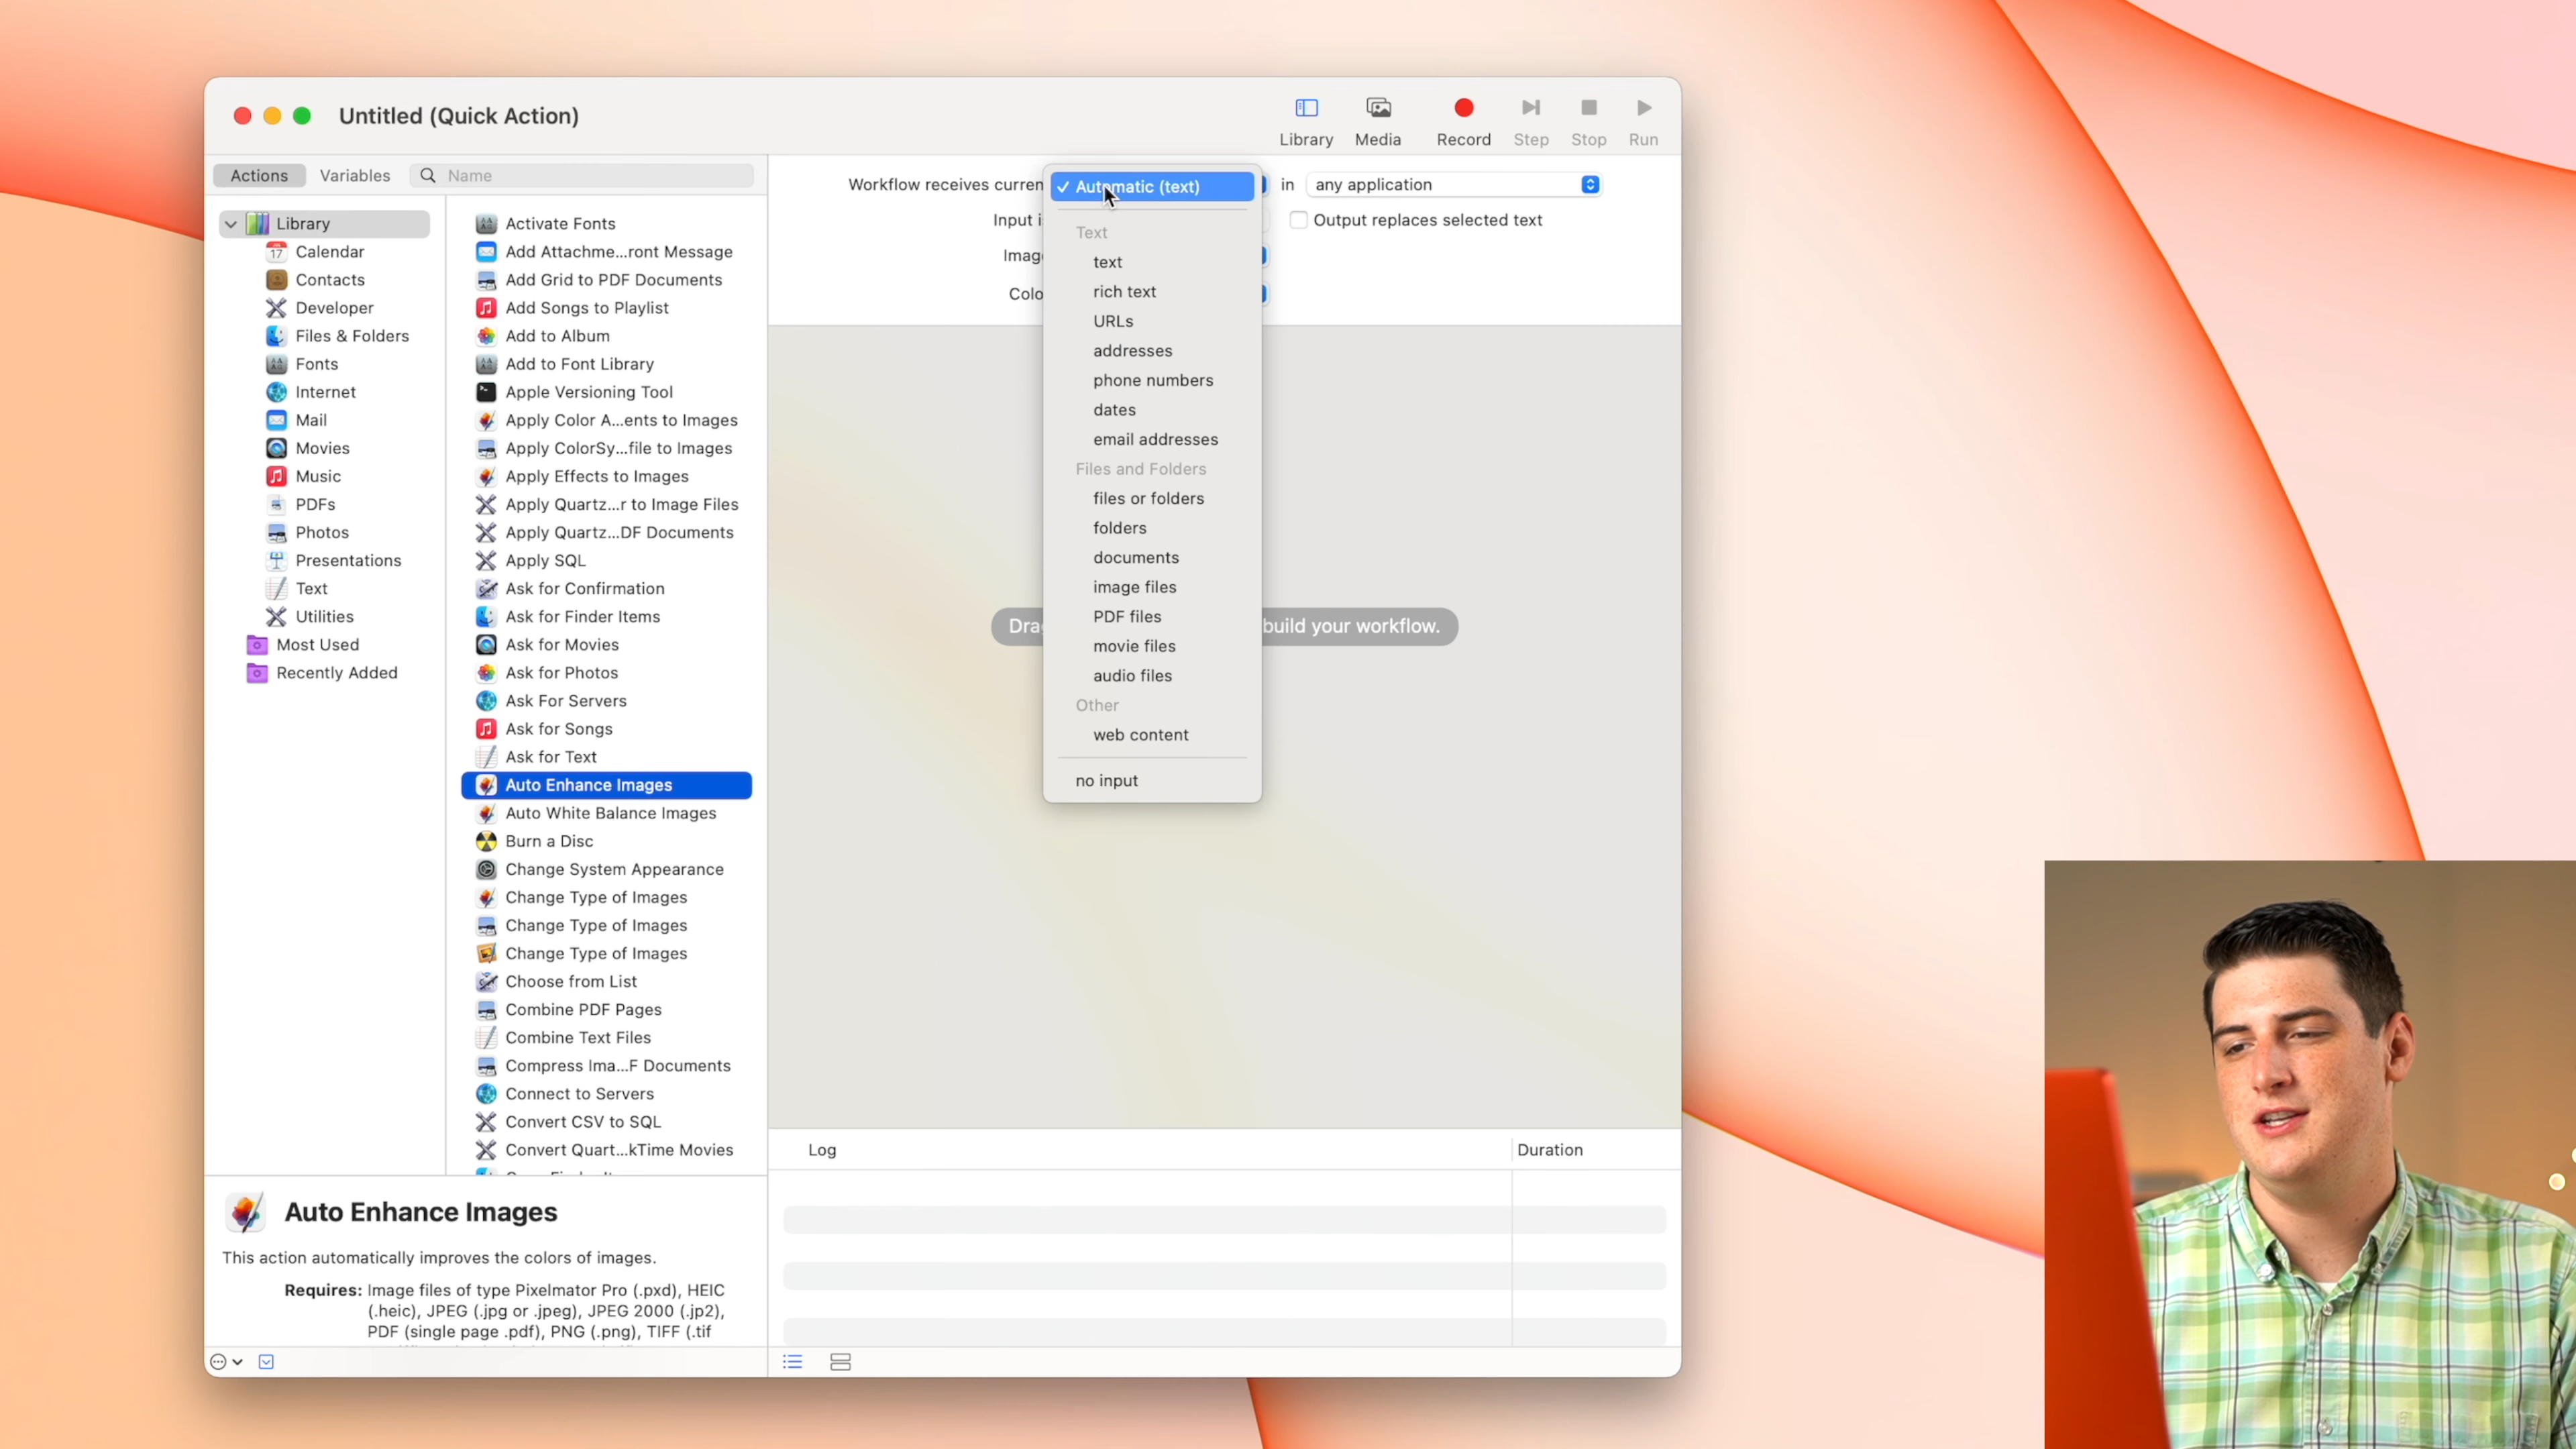 Untitled (Quick Action)
Library
Media
Record
Step
Stop
Run
Actions
Variables
Name
Library
Calendar
17
Contacts
Developer
Files & Folders
Fonts
Internet
Mail
Movies
Music
PDFs
Photos
Presentations
Text
Utilities
Most Used
Recently Added
Activate Fonts
Add Attachme...ront Message
Add Grid to PDF Documents
Add Songs to Playlist
Add to Album
Add to Font Library
Apple Versioning Tool
Apply Color A...ents to Images
Apply ColorSy...file to Images
Apply Effects to Images
Apply Quartz...r to Image Files
Apply Quartz...DF Documents
Apply SQL
Ask for Confirmation
Ask for Finder Items
Ask for Movies
Ask for Photos
Ask For Servers
Ask for Songs
Ask for Text
Auto Enhance Images
Auto White Balance Images
Burn a Disc
Change System Appearance
Change Type of Images
Change Type of Images
Change Type of Images
Choose from List
Combine PDF Pages
Combine Text Files
Compress Ima...F Documents
Connect to Servers
Convert CSV to SQL
Convert Quart...kTime Movies
Auto Enhance Images
This action automatically improves the colors of images.
Requires: Image files of type Pixelmator Pro (.pxd), HEIC
(.heic), JPEG (.jpg or .jpeg), JPEG 2000 (.jp2),
PDF (single page .pdf), PNG (.png), TIFF (.tif
Workflow receives curren
in any application
Input i
Output replaces selected text
Imag
Colo
✓ Automatic (text)
Text
text
rich text
URLs
addresses
phone numbers
dates
email addresses
Files and Folders
files or folders
folders
documents
image files
PDF files
movie files
audio files
Other
web content
no input
Dra build your workflow.
Log
Duration